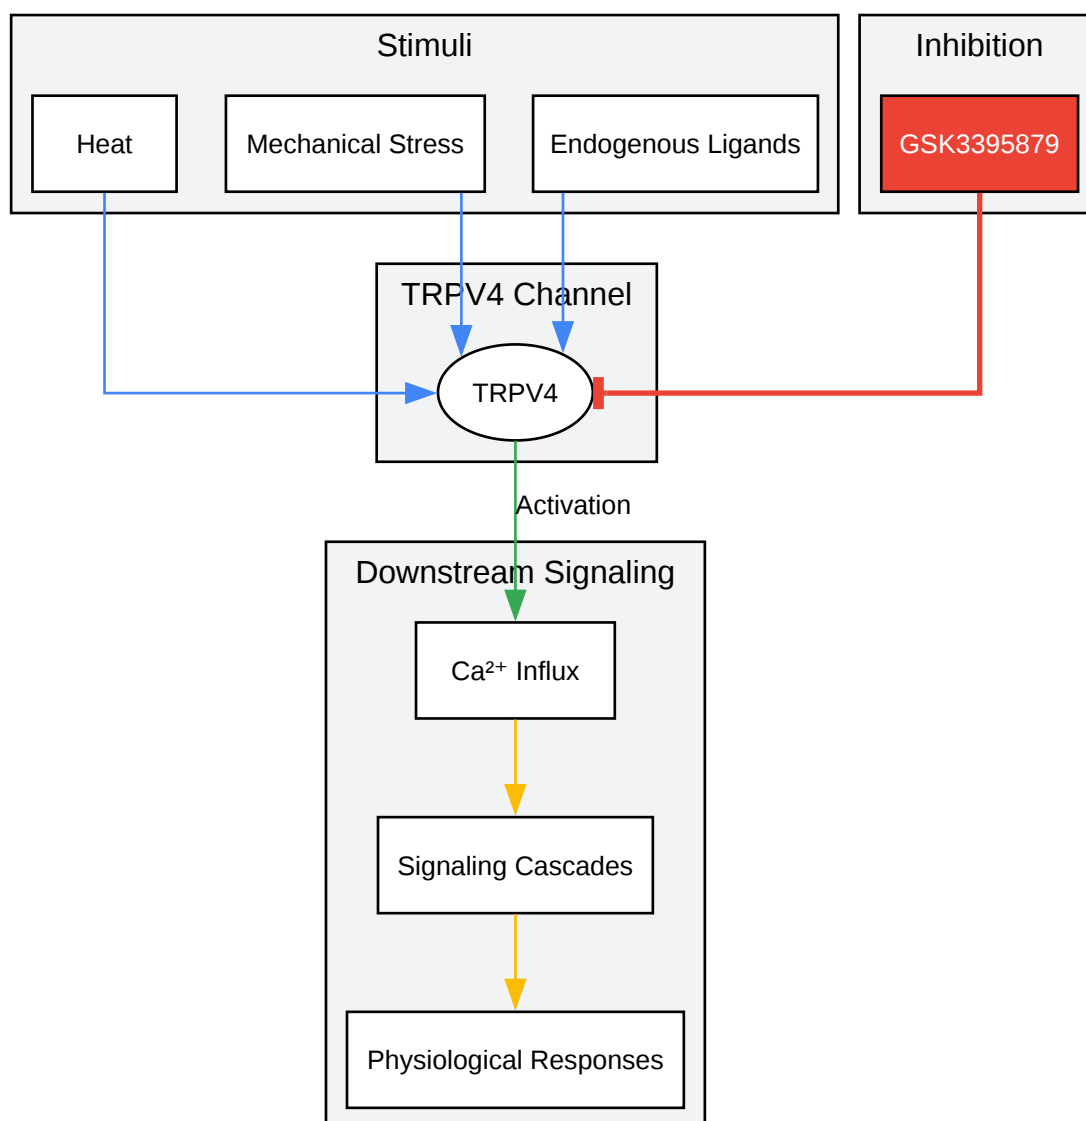 Stimuli
Inhibition
Heat
Mechanical Stress
Endogenous Ligands
GSK3395879
TRPV4 Channel
TRPV4
Activation
Downstream Signaling
Ca²⁺ Influx
Signaling Cascades
Physiological Responses